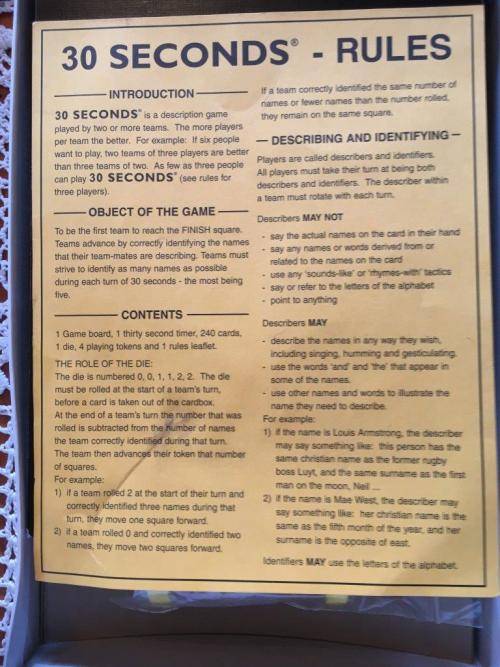 30 SECONDS® - RULES
INTRODUCTION
30 SECONDS® is a description game
played by two or more teams. The more players
per team the better. For example: If six people
want to play, two teams of three players are better
than three teams of two. As few as three people
can play 30 SECONDS® (see rules for
three players).
OBJECT OF THE GAME
To be the first team to reach the FINISH square.
Teams advance by correctly identifying the names
that their team-mates are describing. Teams must
strive to identify as many names as possible
during each turn of 30 seconds - the most being
five.
CONTENTS
1 Game board, 1 thirty second timer, 240 cards,
1 die, 4 playing tokens and 1 rules leaflet.
THE ROLE OF THE DIE:
The die is numbered 0, 0, 1, 1, 2, 2. The die
must be rolled at the start of a team's turn,
before a card is taken out of the cardbox.
At the end of a team's turn the number that was
rolled is subtracted from the number of names
the team correctly identified during that turn.
The team then advances their token that number
of squares.
For example:
1) if a team rolled 2 at the start of their turn and
correctly identified three names during that
turn, they move one square forward.
2) if a team rolled 0 and correctly identified two
names, they move two squares forward.
If a team correctly identified the same number of
names or fewer names than the number rolled,
they remain on the same square.
DESCRIBING AND IDENTIFYING
Players are called describers and identifiers.
All players must take their turn at being both
describers and identifiers. The describer within
a team must rotate with each turn.
Describers MAY NOT
- say the actual names on the card in their hand
- say any names or words derived from or
related to the names on the card
- use any 'sounds-like' or 'rhymes-with' tactics
- say or refer to the letters of the alphabet
- point to anything
Describers MAY
- describe the names in any way they wish,
including singing, humming and gesticulating.
- use the words 'and' and 'the' that appear in
some of the names.
- use other names and words to illustrate the
name they need to describe.
For example:
1) if the name is Louis Armstrong, the describer
may say something like: this person has the
same christian name as the former rugby
boss Luyt, and the same surname as the first
man on the moon, Neil ...
2) if the name is Mae West, the describer may
say something like: her christian name is the
same as the fifth month of the year, and her
surname is the opposite of east.
Identifiers MAY use the letters of the alphabet.